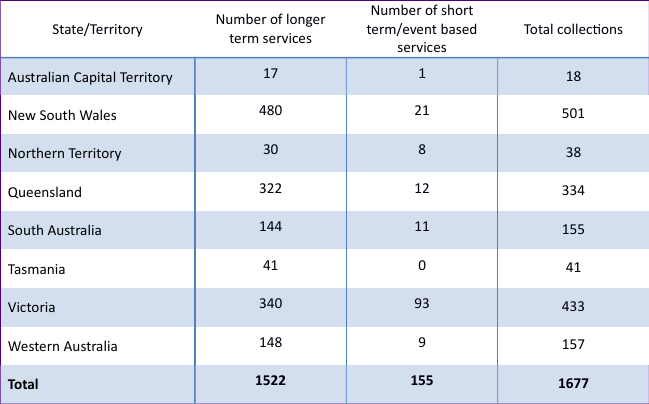 State/Territory Number of longer term services Number of short term/event based services Total collections
Australian Capital Territory 17 1 18
New South Wales 480 21 501
Northern Territory 30 8 38
Queensland 322 12 334
South Australia 144 11 155
Tasmania 41 0 41
Victoria 340 93 433
Western Australia 148 9 157
Total 1522 155 1677